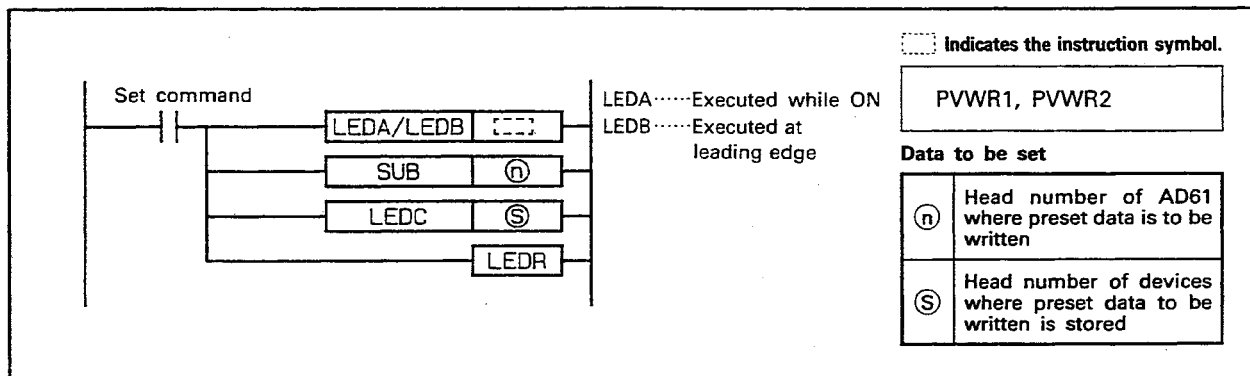 Set command
LEDA/LEDB
SUB ⓝ
LEDC Ⓢ
LEDR
LEDA······Executed while ON
LEDB······Executed at
leading edge
Indicates the instruction symbol.
PVWR1, PVWR2
Data to be set
ⓝ Head number of AD61
where preset data is to be
written
Ⓢ Head number of devices
where preset data to be
written is stored